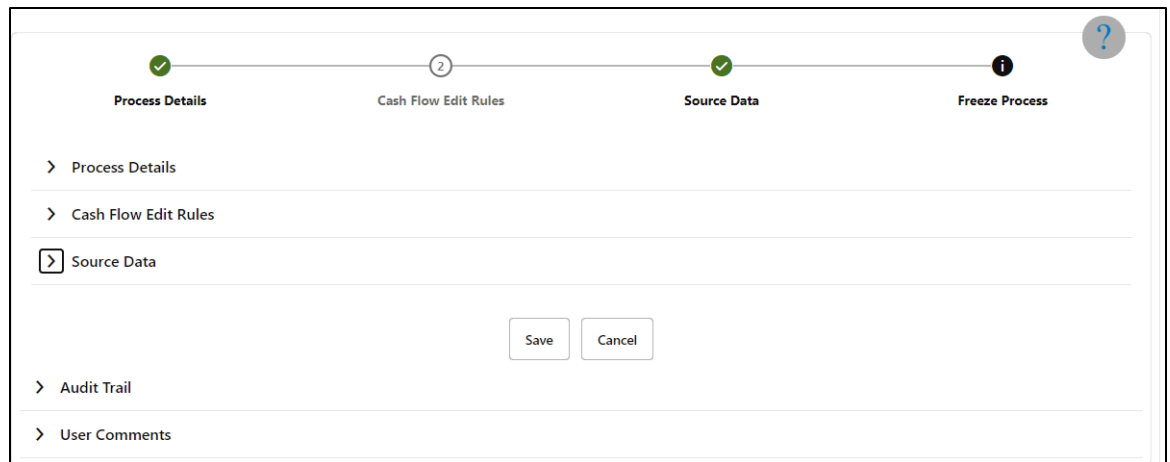 ?
2
i
Process Details
Cash Flow Edit Rules
Source Data
Freeze Process
Process Details
Cash Flow Edit Rules
Source Data
Save
Cancel
Audit Trail
User Comments